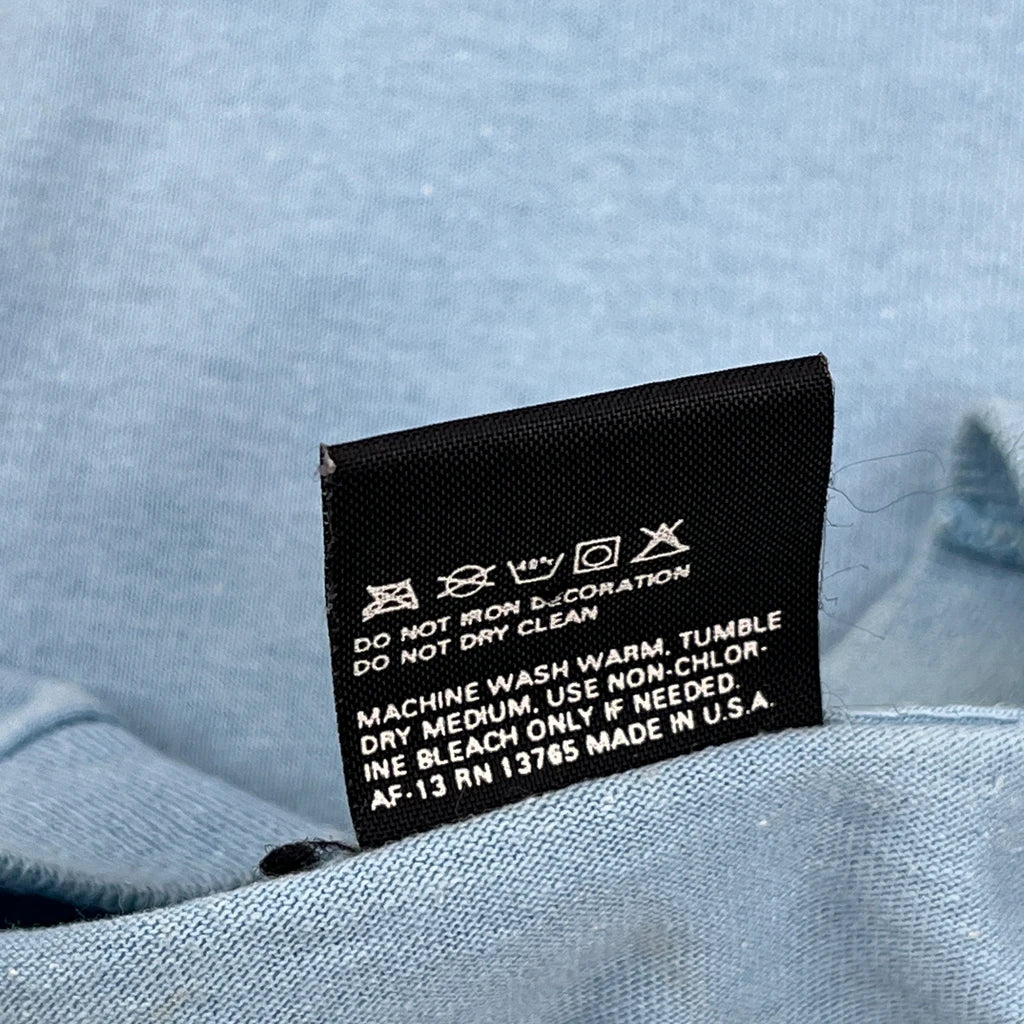 40°
DO NOT IRON DECORATION
DO NOT DRY CLEAN
MACHINE WASH WARM. TUMBLE
DRY MEDIUM. USE NON-CHLOR-
INE BLEACH ONLY IF NEEDED.
AF-13 RN 13765 MADE IN U.S.A.